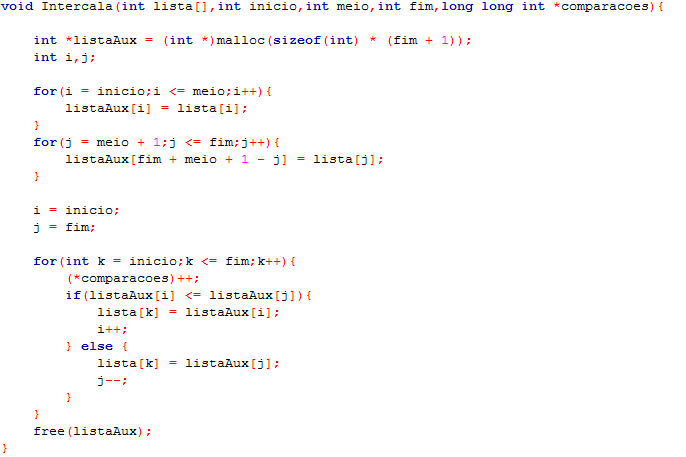 void Intercala(int lista[],int inicio,int meio,int fim,long long int *comparacoes){
int *listaAux = (int *)malloc(sizeof(int) * (fim + 1));
int i,j;
for(i = inicio;i <= meio;i++){
listaAux[i] = lista[i];
}
for(j = meio + 1;j <= fim;j++){
listaAux[fim + meio + 1 - j] = lista[j];
}
i = inicio;
j = fim;
for(int k = inicio;k <= fim;k++){
(*comparacoes)++;
if(listaAux[i] <= listaAux[j]){
lista[k] = listaAux[i];
i++;
} else {
lista[k] = listaAux[j];
j--;
}
}
free(listaAux);
}